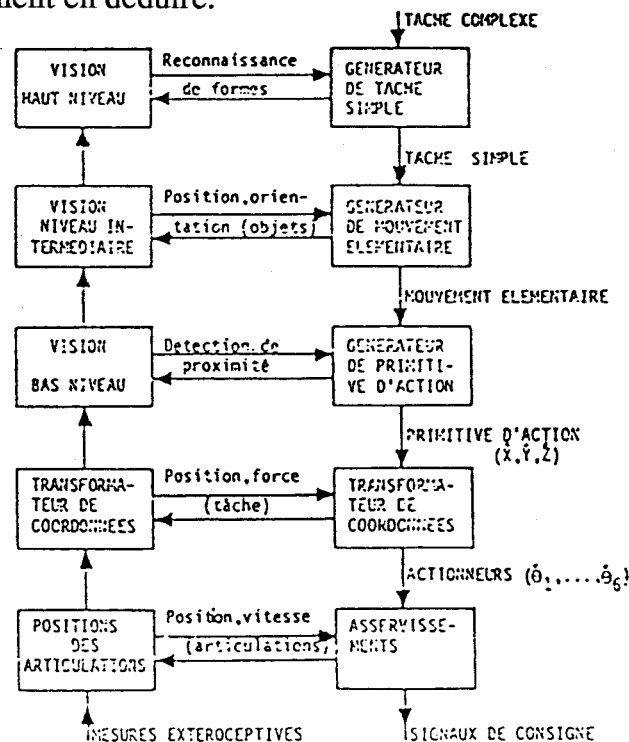 ment en déduire.
TACHE COMPLEXE
VISION
HAUT NIVEAU
Reconnaissance
de formes
GENERATEUR
DE TACHE
SIMPLE
TACHE SIMPLE
VISION
NIVEAU IN-
TERMEDIAIRE
Position,orien-
tation (objets)
GENERATEUR
DE MOUVEMENT
ELEMENTAIRE
MOUVEMENT ELEMENTAIRE
VISION
BAS NIVEAU
Detection de
proximité
GENERATEUR
DE PRIMITI-
VE D'ACTION
PRIMITIVE D'ACTION
(Ẋ,Ẏ,Ż)
TRANSFORMA-
TEUR DE
COORDONNEES
Position,force
(tâche)
TRANSFORMA-
TEUR DE
COORDONNEES
ACTIONNEURS (θ̇1,....θ̇6)
POSITIONS
DES
ARTICULATIONS
Position,vitesse
(articulations,
ASSERVISSE-
MENTS
MESURES EXTEROCEPTIVES
SIGNAUX DE CONSIGNE